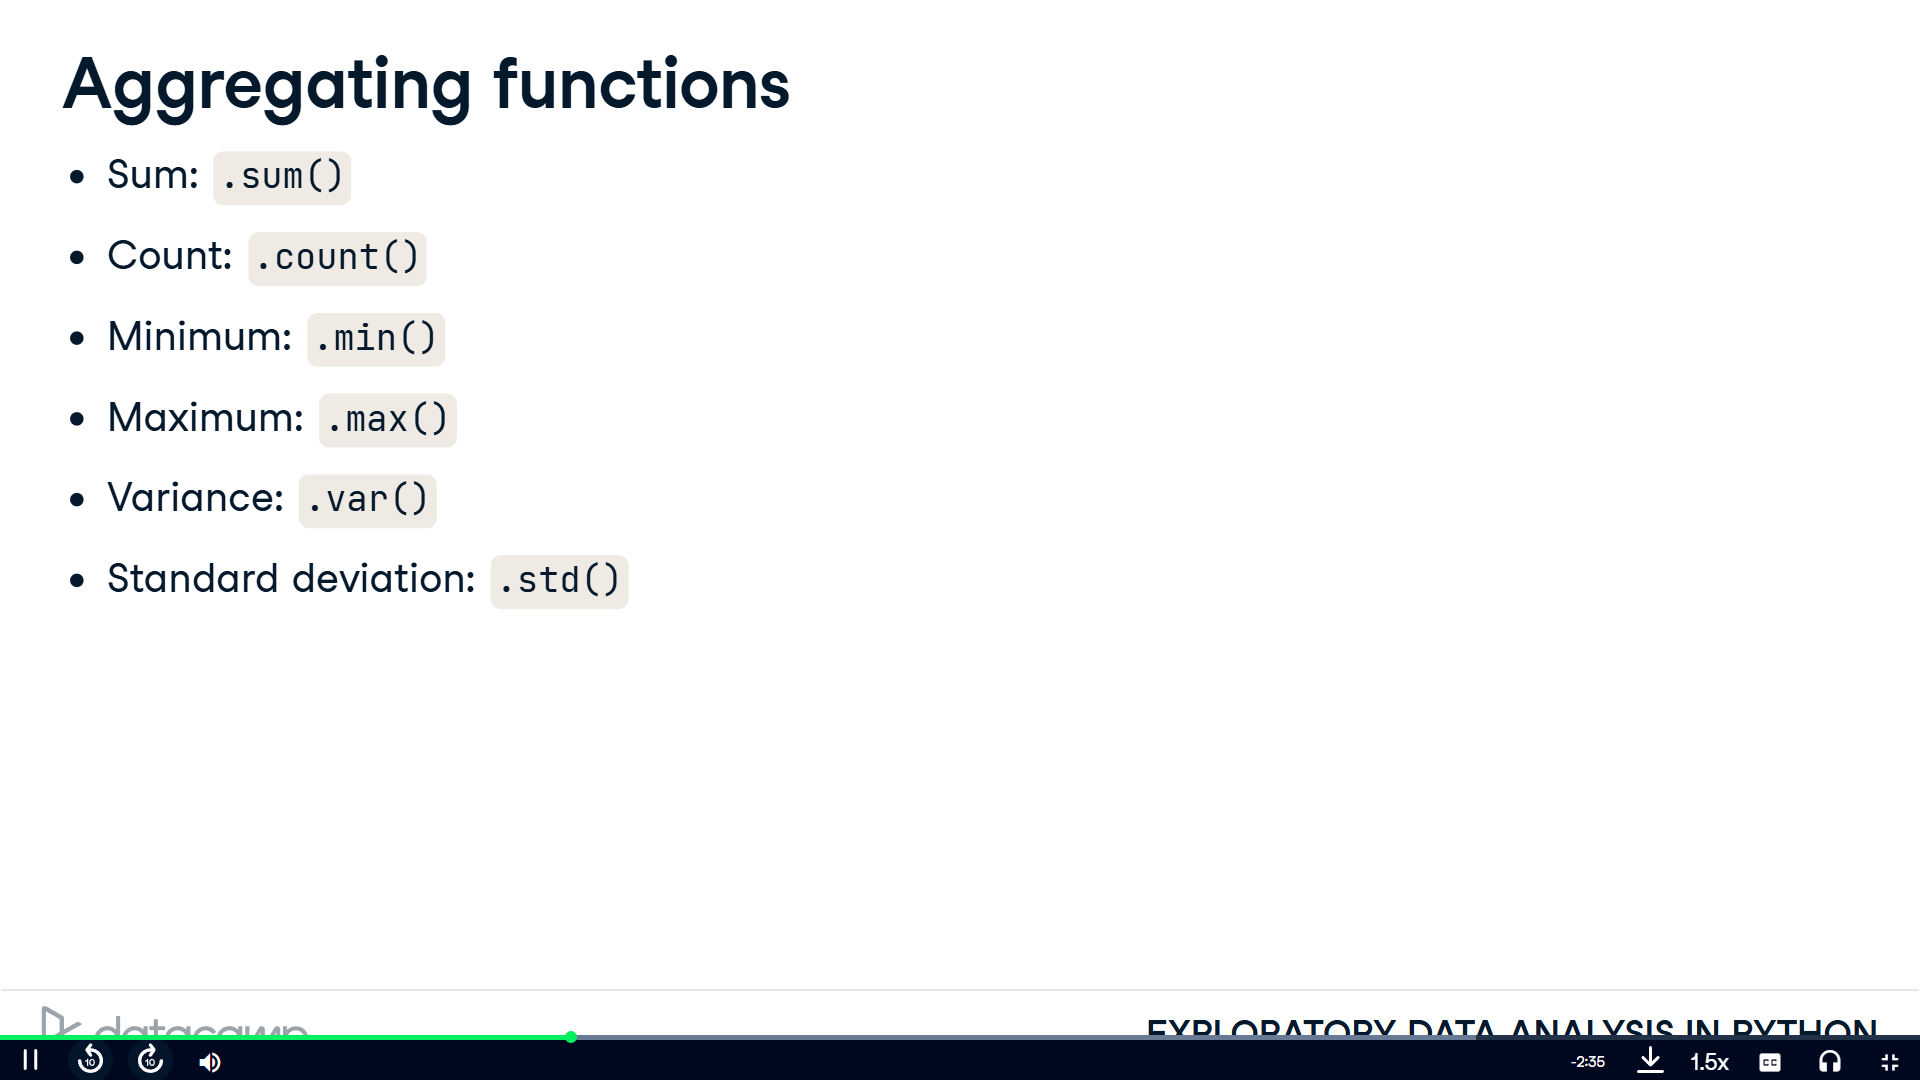 Aggregating functions
• Sum: .sum()
• Count: .count()
• Minimum: .min()
• Maximum: .max()
• Variance: .var()
• Standard deviation: .std()
datacamp
EXPLORATORY DATA ANALYSIS IN PYTHON
10
10
-2:35
1.5x
CC